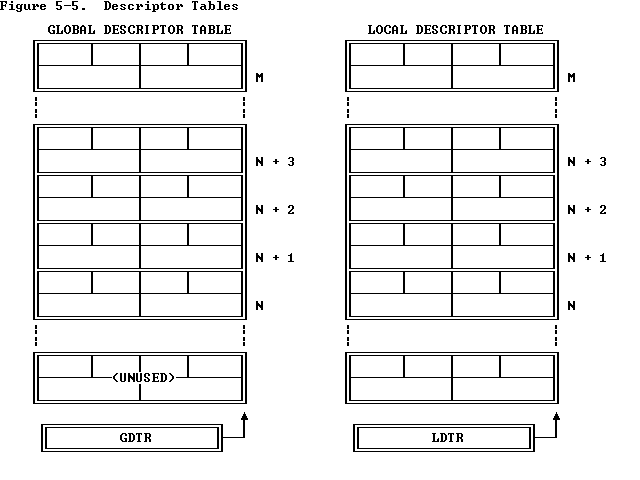 Figure 5-5.  Descriptor Tables
GLOBAL DESCRIPTOR TABLE
M
N + 3
N + 2
N + 1
N
(UNUSED)
GDTR
LOCAL DESCRIPTOR TABLE
M
N + 3
N + 2
N + 1
N
LDTR